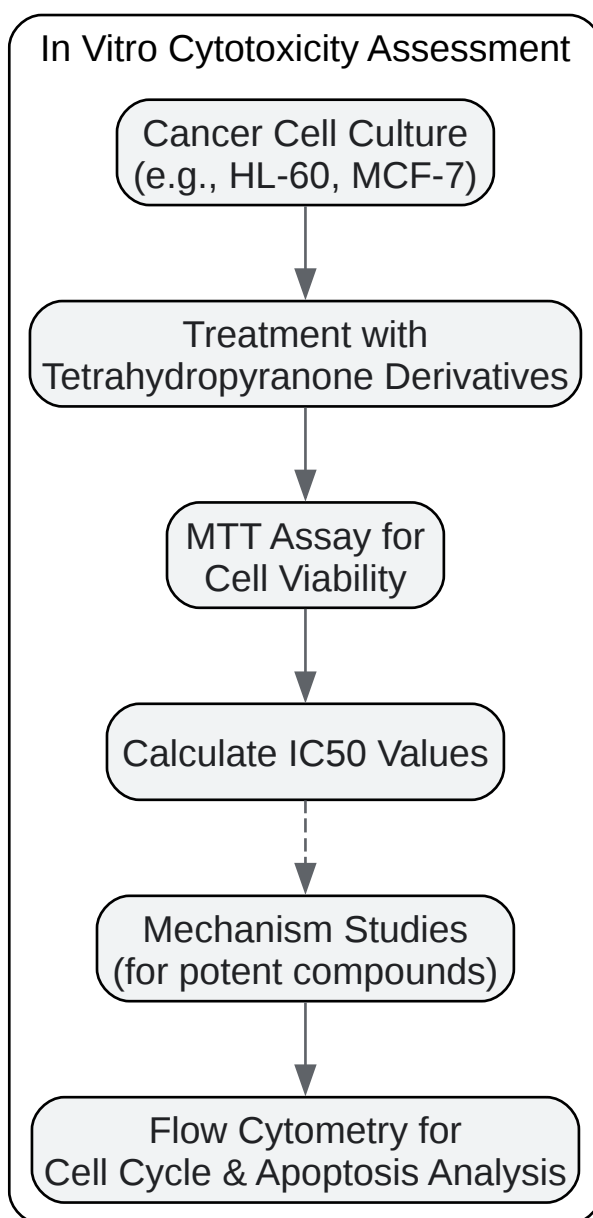 In Vitro Cytotoxicity Assessment
Cancer Cell Culture
(e.g., HL-60, MCF-7)
Treatment with
Tetrahydropyranone Derivatives
MTT Assay for
Cell Viability
Calculate IC50 Values
Mechanism Studies
(for potent compounds)
Flow Cytometry for
Cell Cycle & Apoptosis Analysis